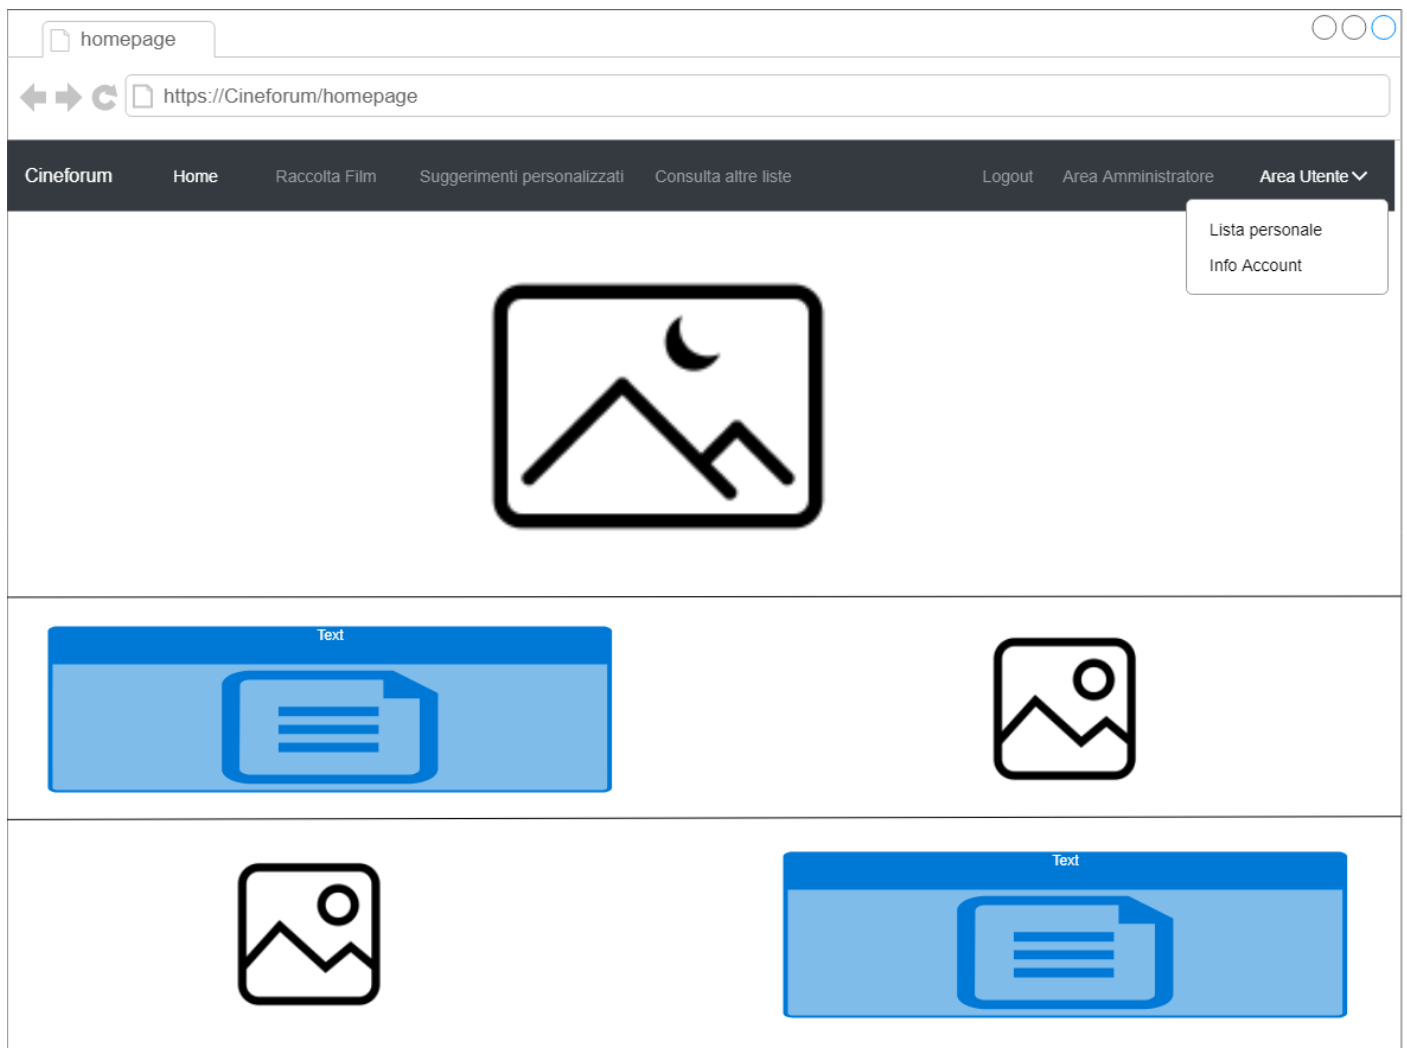 homepage
https://Cineforum/homepage
Cineforum Home Raccolta Film Suggerimenti personalizzati Consulta altre liste Logout Area Amministratore Area Utente
Lista personale
Info Account
Text
Text